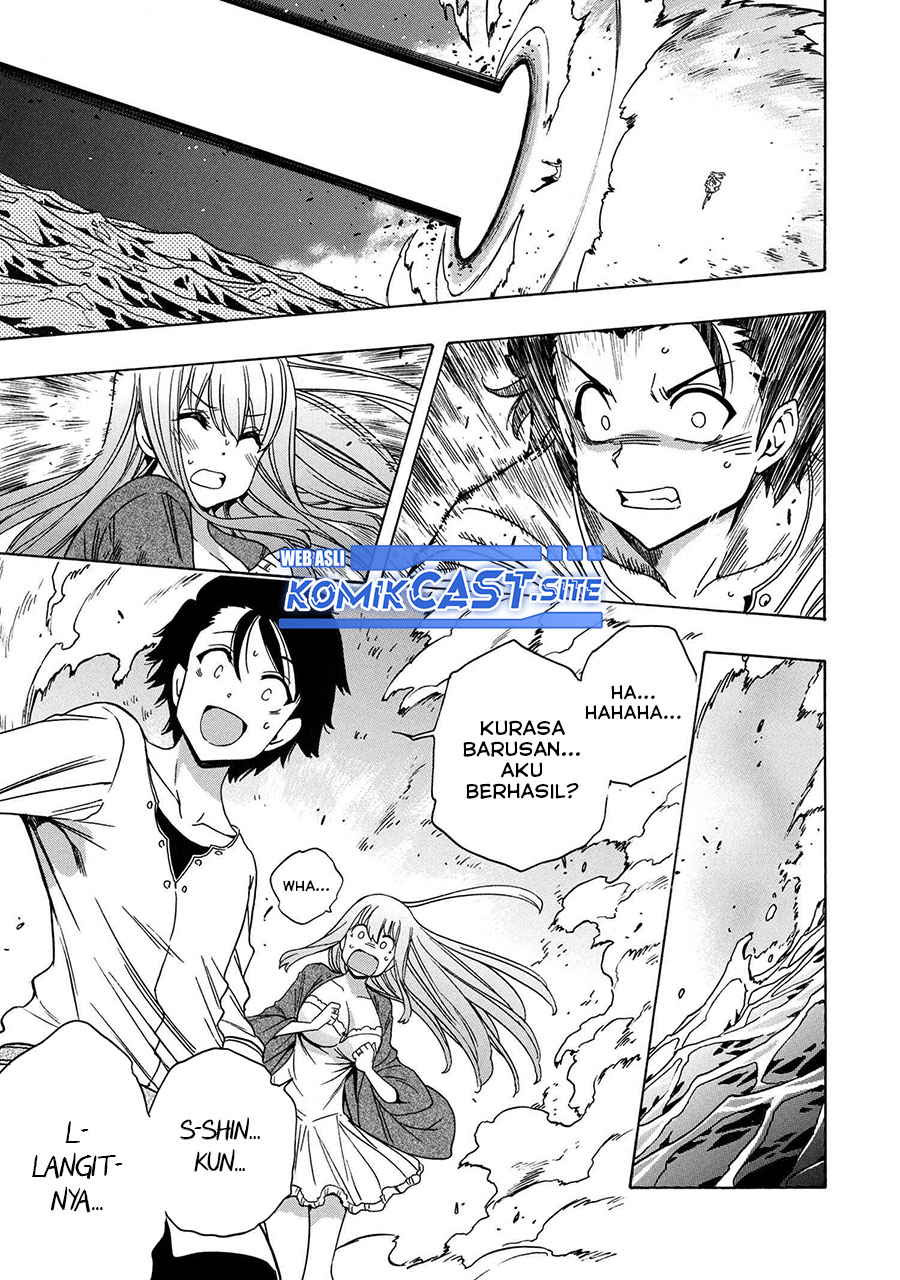 WEB ASLI
KOMIKCAST.SITE
HA...
HAHAHA...
KURASA
BARUSAN...
AKU
BERHASIL?
WHA...
S-SHIN...
KUN...
L-
LANGIT-
NYA...